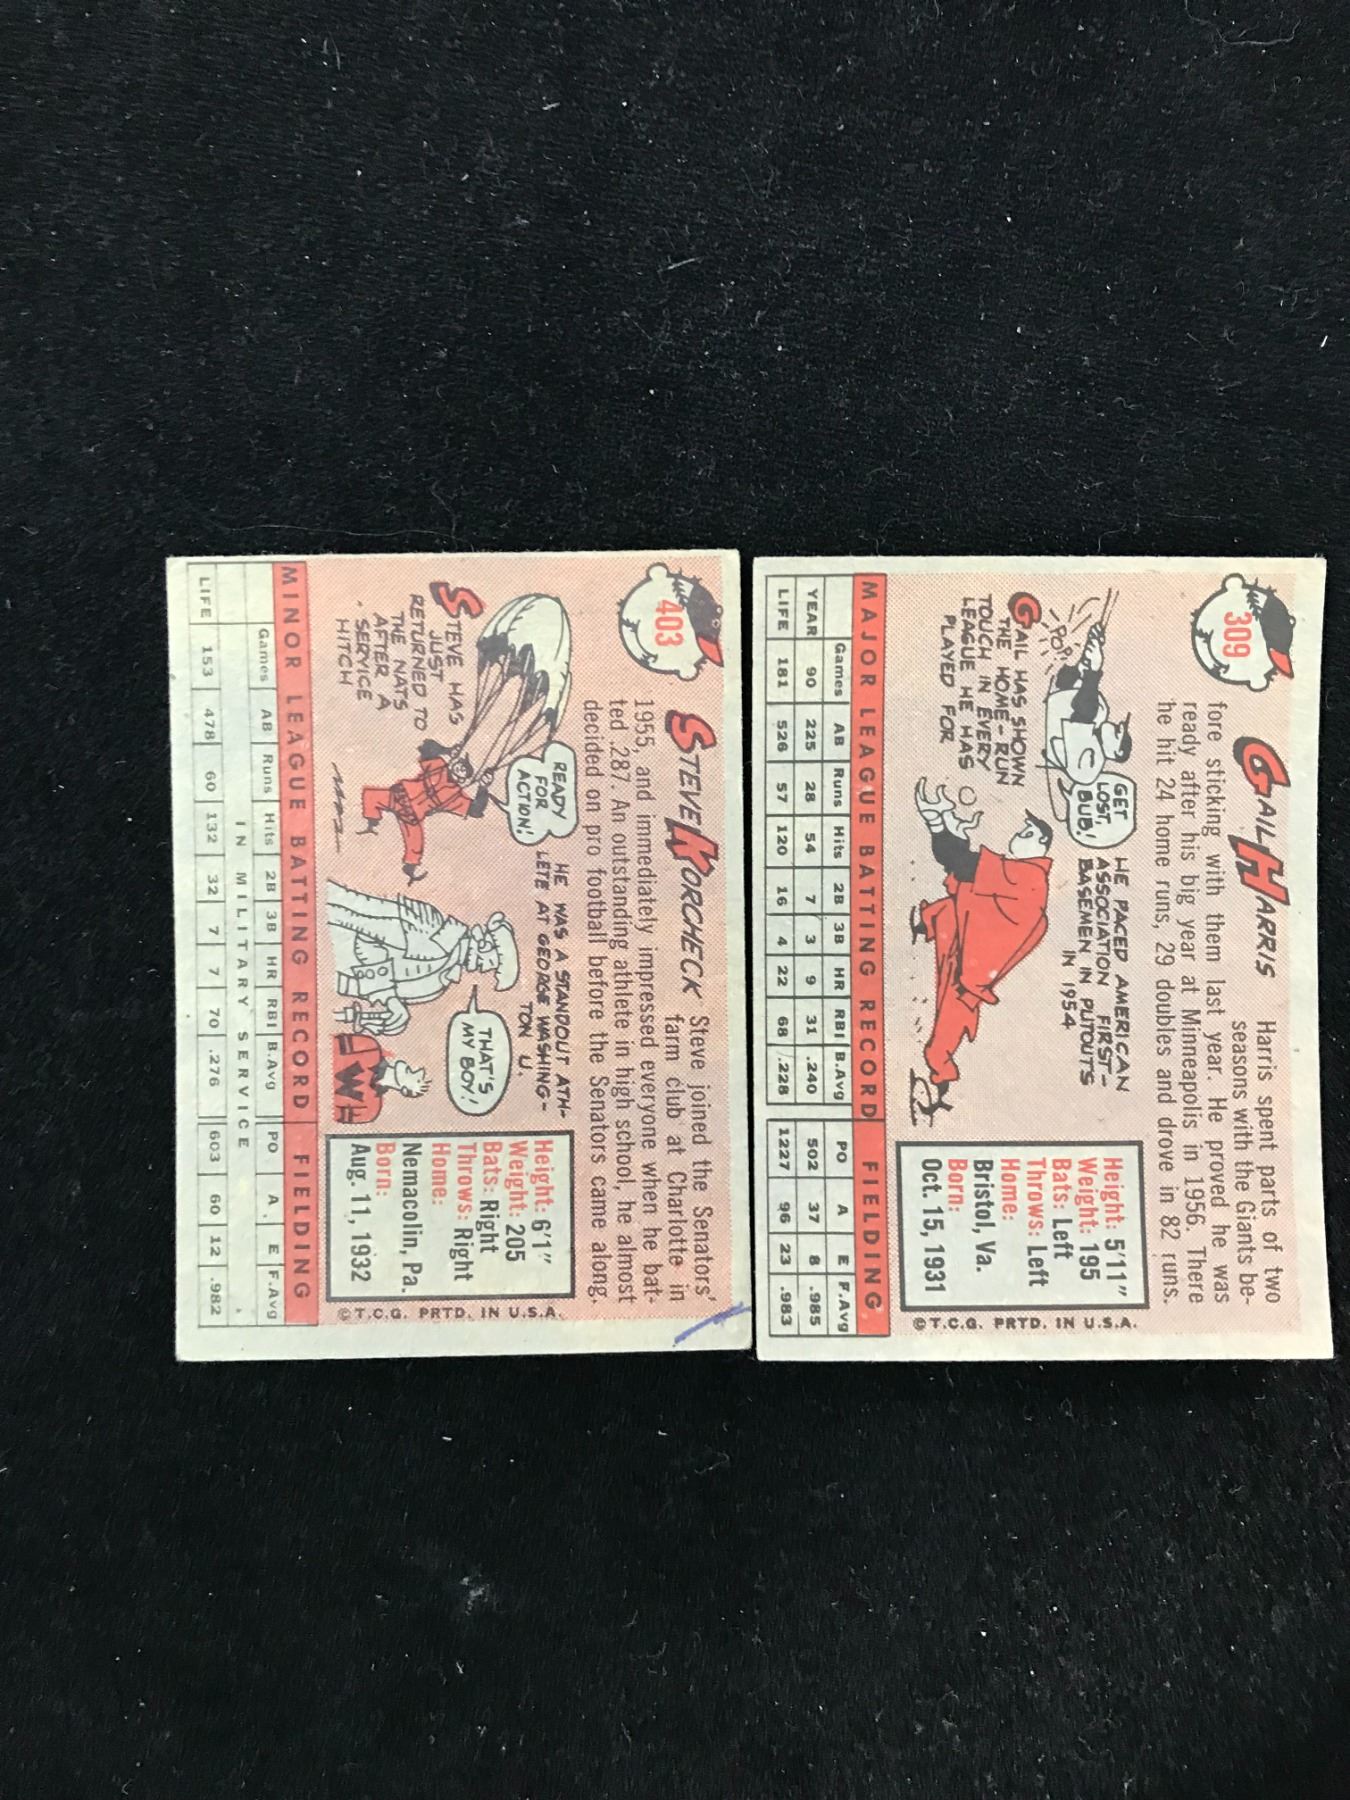 309
GAIL HARRIS
Harris spent parts of two
seasons with the Giants be-
fore sticking with them last year. He proved he was
ready after his big year at Minneapolis in 1956. There
he hit 24 home runs, 29 doubles and drove in 82 runs.
POP!
GET
LOST,
BUB!
GAIL HAS SHOWN
THE HOME-RUN
TOUCH IN EVERY
LEAGUE HE HAS
PLAYED FOR
HE PACED AMERICAN
ASSOCIATION FIRST-
BASEMEN IN PUTOUTS
IN 1954
Height: 5'11"
Weight: 195
Bats: Left
Throws: Left
Home:
Bristol, Va.
Born:
Oct. 15, 1931
©T.C.G. PRTD. IN U.S.A.
MAJOR LEAGUE BATTING RECORD FIELDING
Games AB Runs Hits 2B 3B HR RBI B.Avg PO A E F.Avg
YEAR 90 225 28 54 7 3 9 31 .240 502 37 8 .985
LIFE 181 526 57 120 16 4 22 68 .228 1227 96 23 .983
403
STEVE KORCHECK
Steve joined the Senators'
farm club at Charlotte in
1955, and immediately impressed everyone when he bat-
ted .287. An outstanding athlete in high school, he almost
decided on pro football before the Senators came along.
READY
FOR
ACTION!
STEVE HAS
JUST
RETURNED TO
THE NATS
AFTER A
SERVICE
HITCH
HE WAS A STANDOUT ATH-
LETE AT GEORGE WASHING-
TON U.
THAT'S
MY BOY!
W
Height: 6'1"
Weight: 205
Bats: Right
Throws: Right
Home:
Nemacolin, Pa.
Born:
Aug. 11, 1932
©T.C.G. PRTD. IN U.S.A.
MINOR LEAGUE BATTING RECORD FIELDING
Games AB Runs Hits 2B 3B HR RBI B.Avg PO A. E F.Avg
IN MILITARY SERVICE
LIFE 153 478 60 132 32 7 7 70 .276 603 60 12 .982